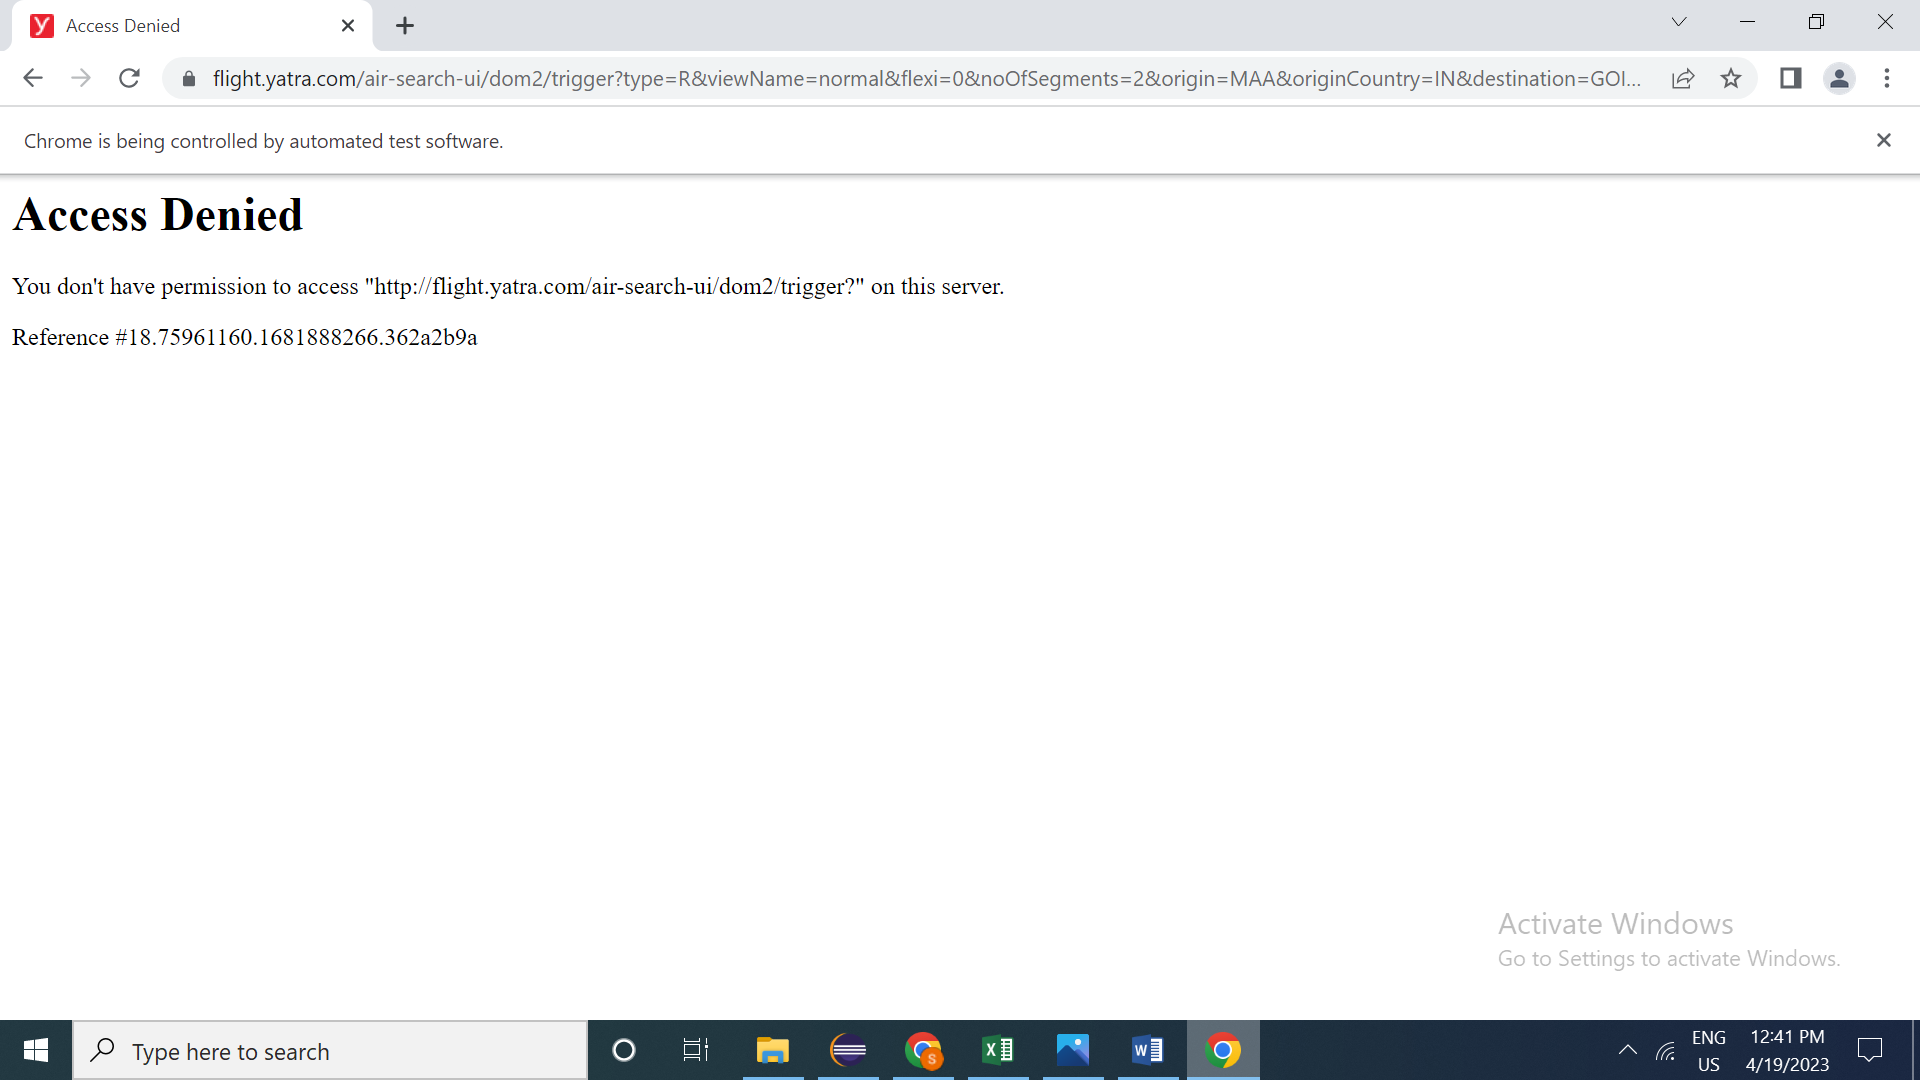 Access Denied
flight.yatra.com/air-search-ui/dom2/trigger?type=R&viewName=normal&flexi=0&noOfSegments=2&origin=MAA&originCountry=IN&destination=GOI...
Chrome is being controlled by automated test software.
Access Denied
You don't have permission to access "http://flight.yatra.com/air-search-ui/dom2/trigger?" on this server.
Reference #18.75961160.1681888266.362a2b9a
Activate Windows
Go to Settings to activate Windows.
Type here to search
ENG
US
12:41 PM
4/19/2023